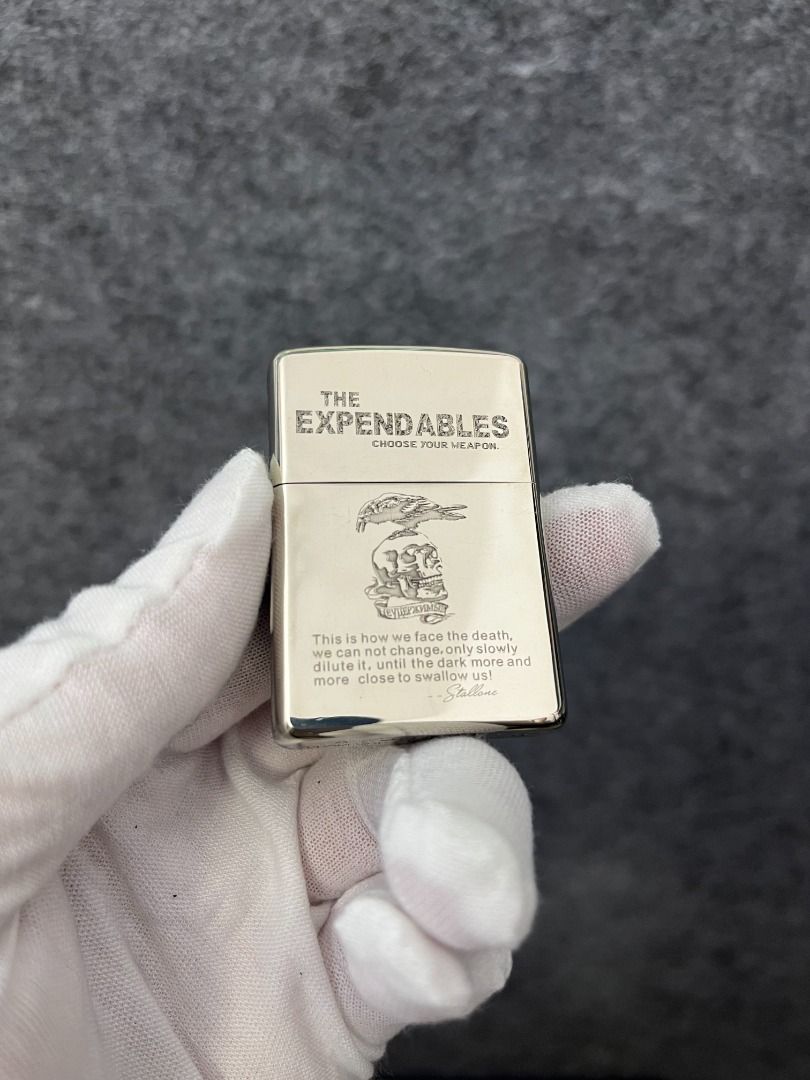 THE
EXPENDABLES
CHOOSE YOUR WEAPON.
НЕУДЕРЖИМЫЕ
This is how we face the death,
we can not change, only slowly
dilute it, until the dark more and
more close to swallow us!
--Stallone